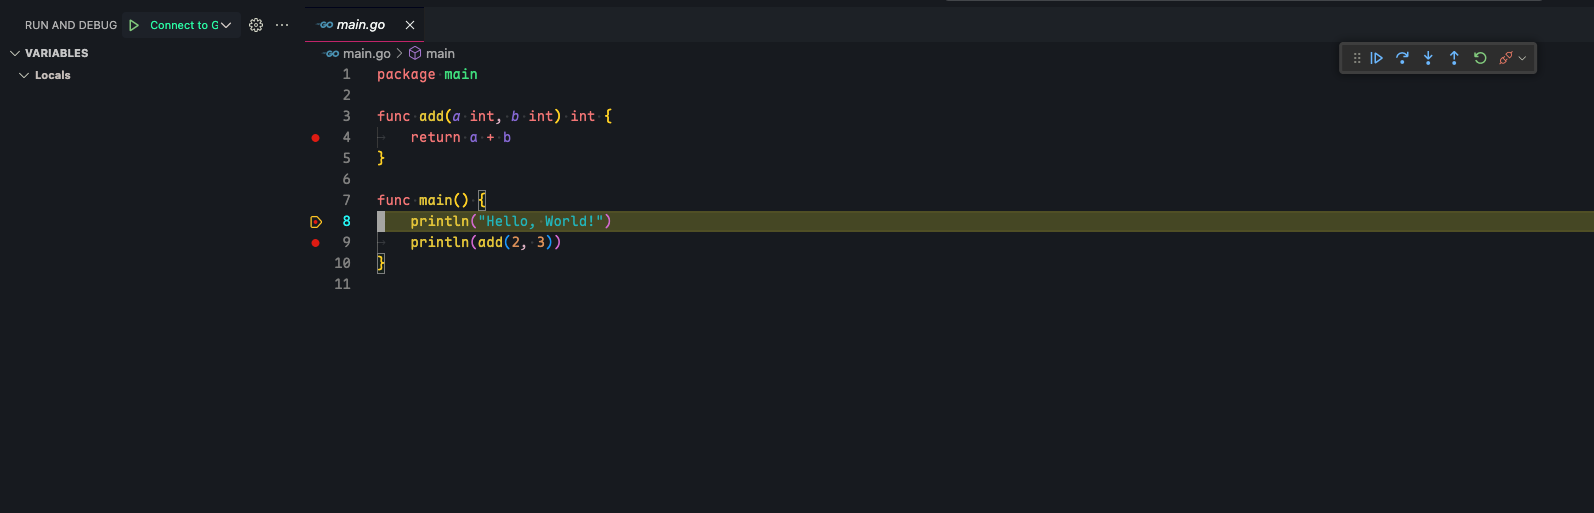 RUN AND DEBUG Connect to G
VARIABLES
Locals
GO main.go
GO main.go > main
1 package main
2
3 func add(a int, b int) int {
4 return a + b
5 }
6
7 func main() {
8 println("Hello, World!")
9 println(add(2, 3))
10 }
11